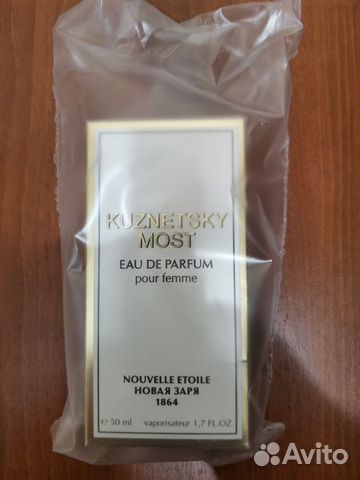 KUZNETSKY
MOST
EAU DE PARFUM
pour femme
NOUVELLE ETOILE
НОВАЯ ЗАРЯ
1864
℮ 50 ml vaporisateur 1,7 FL.OZ.
Avito